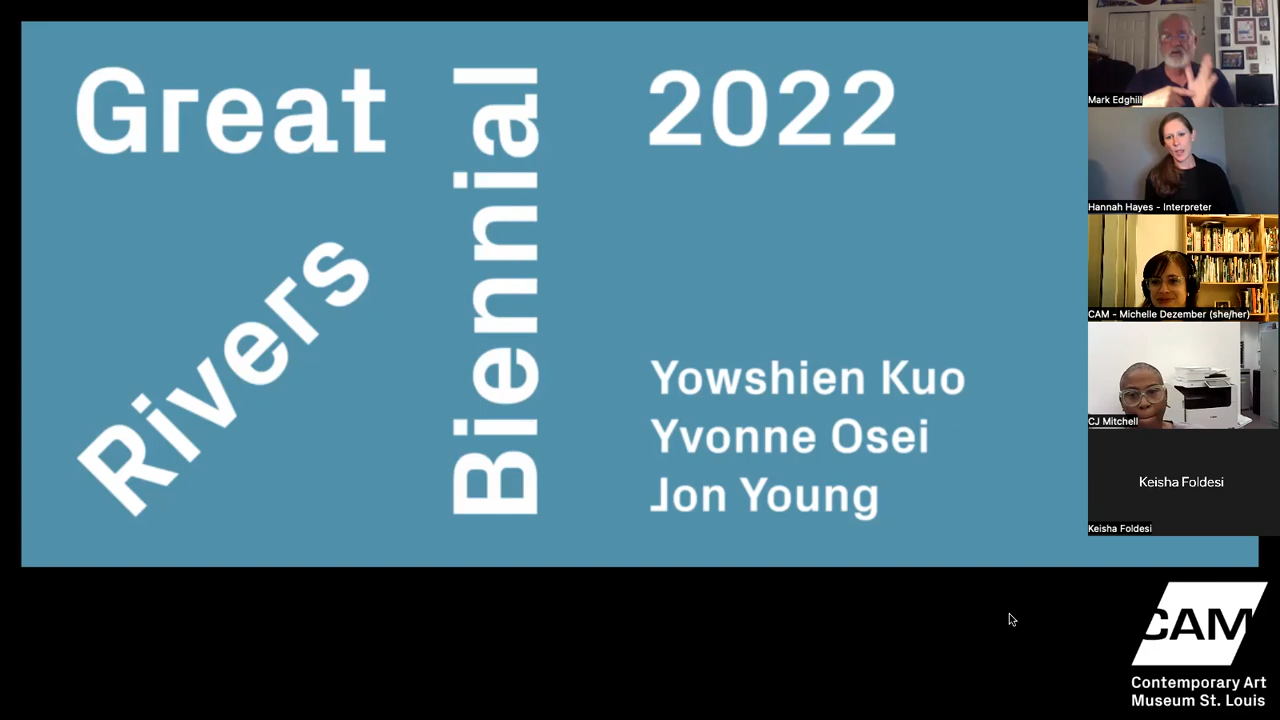 Great
Rivers
Biennial
2022
Yowshien Kuo
Yvonne Osei
Jon Young
Mark Edghill
Hannah Hayes - Interpreter
CAM - Michelle Dezember (she/her)
CJ Mitchell
Keisha Foldesi
Keisha Foldesi
CAM
Contemporary Art
Museum St. Louis